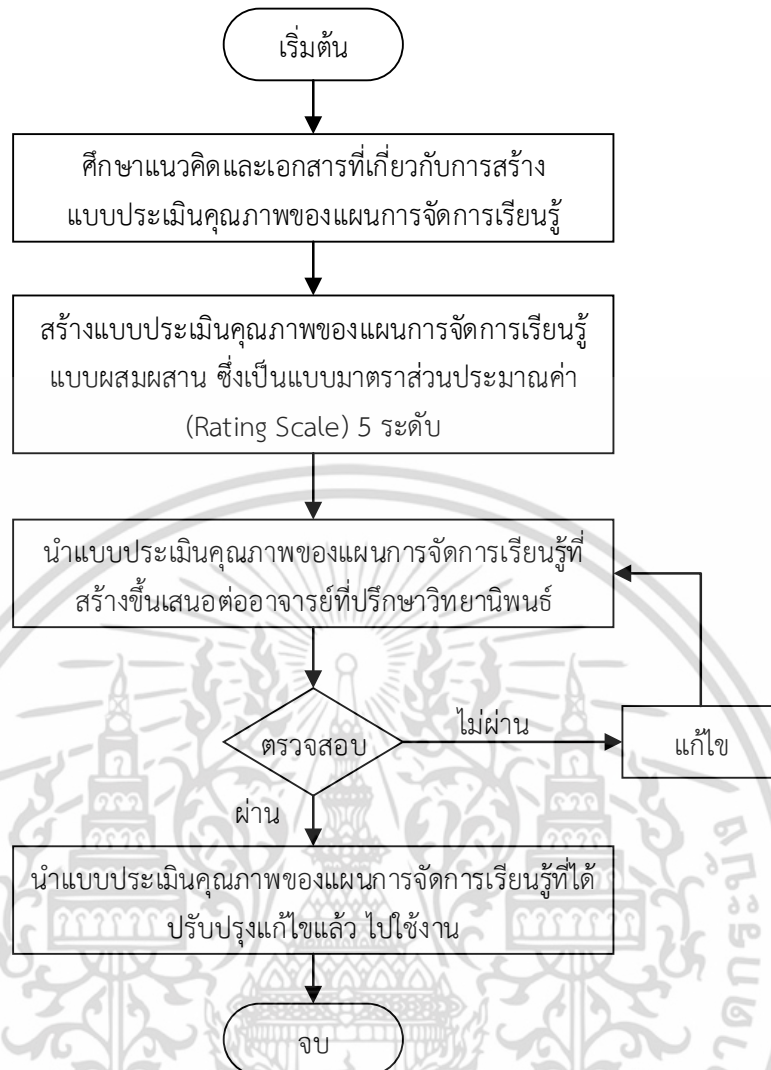 เริ่มต้น
ศึกษาแนวคิดและเอกสารที่เกี่ยวกับการสร้าง
แบบประเมินคุณภาพของแผนการจัดการเรียนรู้
สร้างแบบประเมินคุณภาพของแผนการจัดการเรียนรู้
แบบผสมผสาน ซึ่งเป็นแบบมาตราส่วนประมาณค่า
(Rating Scale) 5 ระดับ
นำแบบประเมินคุณภาพของแผนการจัดการเรียนรู้ที่
สร้างขึ้นเสนอต่ออาจารย์ที่ปรึกษาวิทยานิพนธ์
ตรวจสอบ
ไม่ผ่าน
แก้ไข
ผ่าน
นำแบบประเมินคุณภาพของแผนการจัดการเรียนรู้ที่ได้
ปรับปรุงแก้ไขแล้ว ไปใช้งาน
จบ